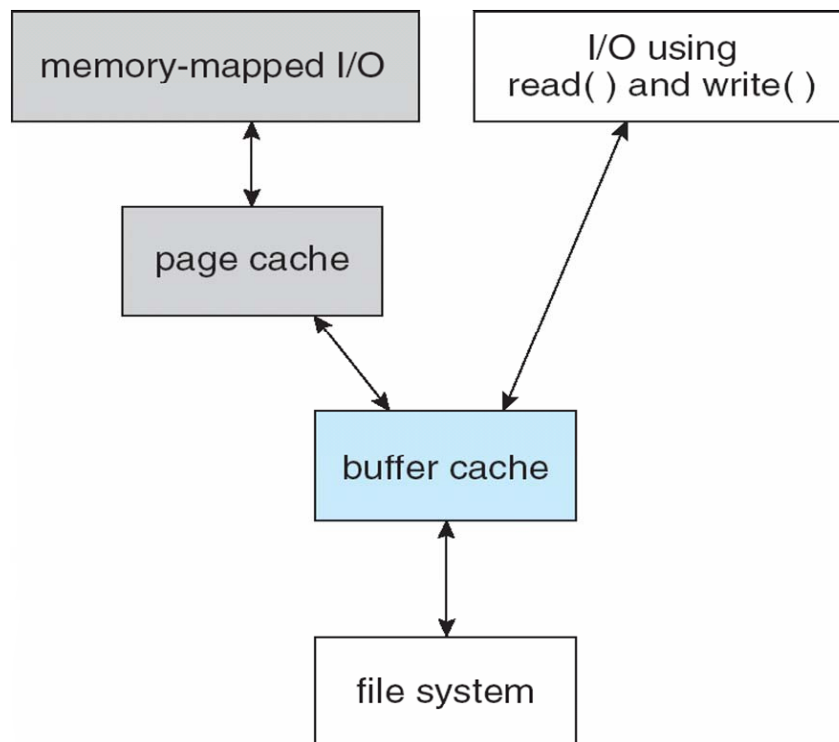 memory-mapped I/O
I/O using
read( ) and write( )
page cache
buffer cache
file system